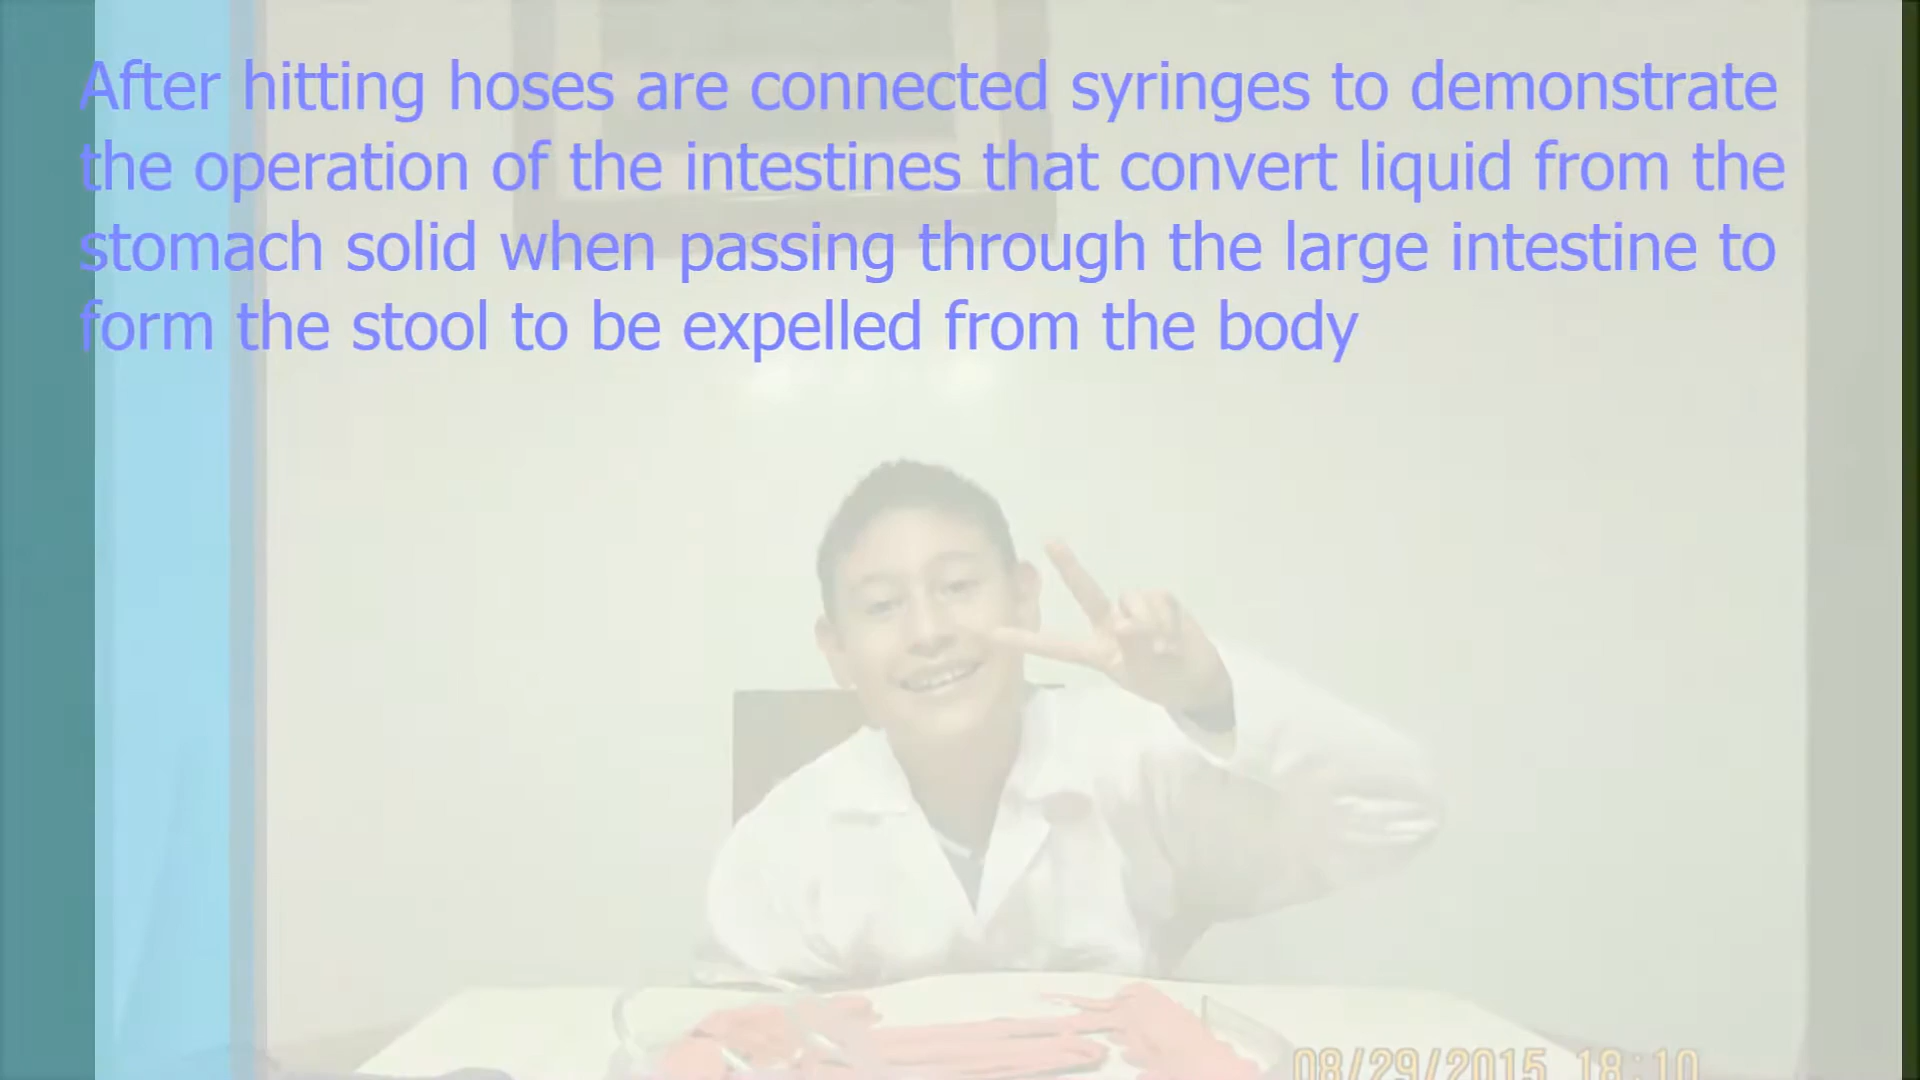 After hitting hoses are connected syringes to demonstrate
the operation of the intestines that convert liquid from the
stomach solid when passing through the large intestine to
form the stool to be expelled from the body
08/29/2015 18:10